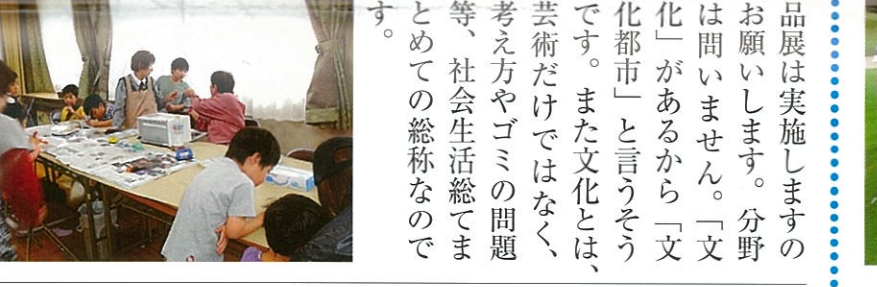 品展は実施しますの
お願いします。分野
は問いません。「文
化」があるから「文
化都市」と言うそう
です。また文化とは、
芸術だけではなく、
考え方やゴミの問題
等、社会生活総てま
とめての総称なので
す。